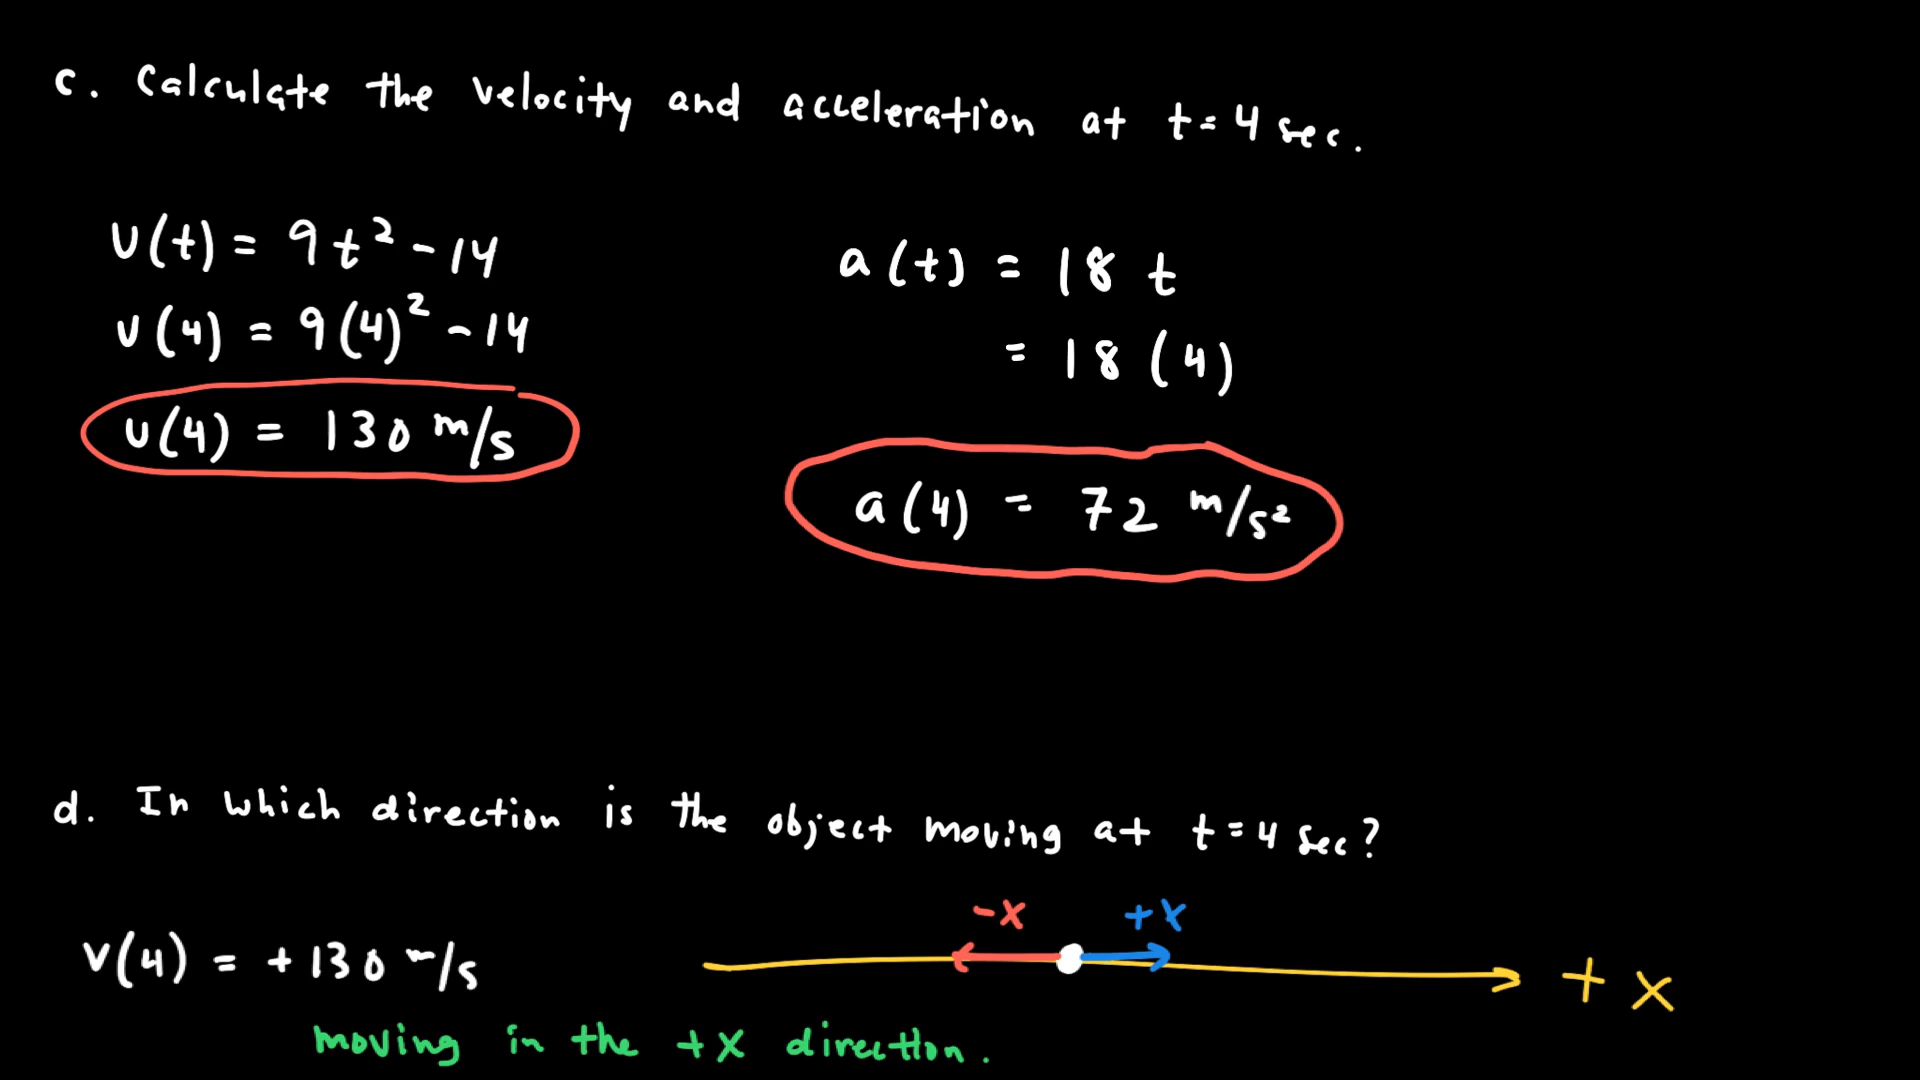 c. Calculate the velocity and acceleration at t = 4 sec.
v(t) = 9t² - 14
v(4) = 9(4)² - 14
v(4) = 130 m/s
a(t) = 18 t
= 18 (4)
a(4) = 72 m/s²
d. In which direction is the object moving at t = 4 sec?
-x +x
v(4) = +130 m/s
+ x
moving in the +x direction.